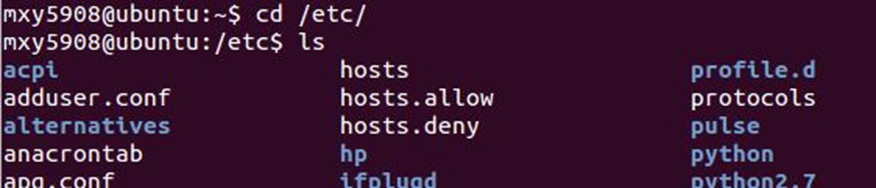 mxy5908@ubuntu:~$ cd /etc/
mxy5908@ubuntu:/etc$ ls
acpi hosts profile.d
adduser.conf hosts.allow protocols
alternatives hosts.deny pulse
anacrontab hp python
apg.conf ifplugd python2.7